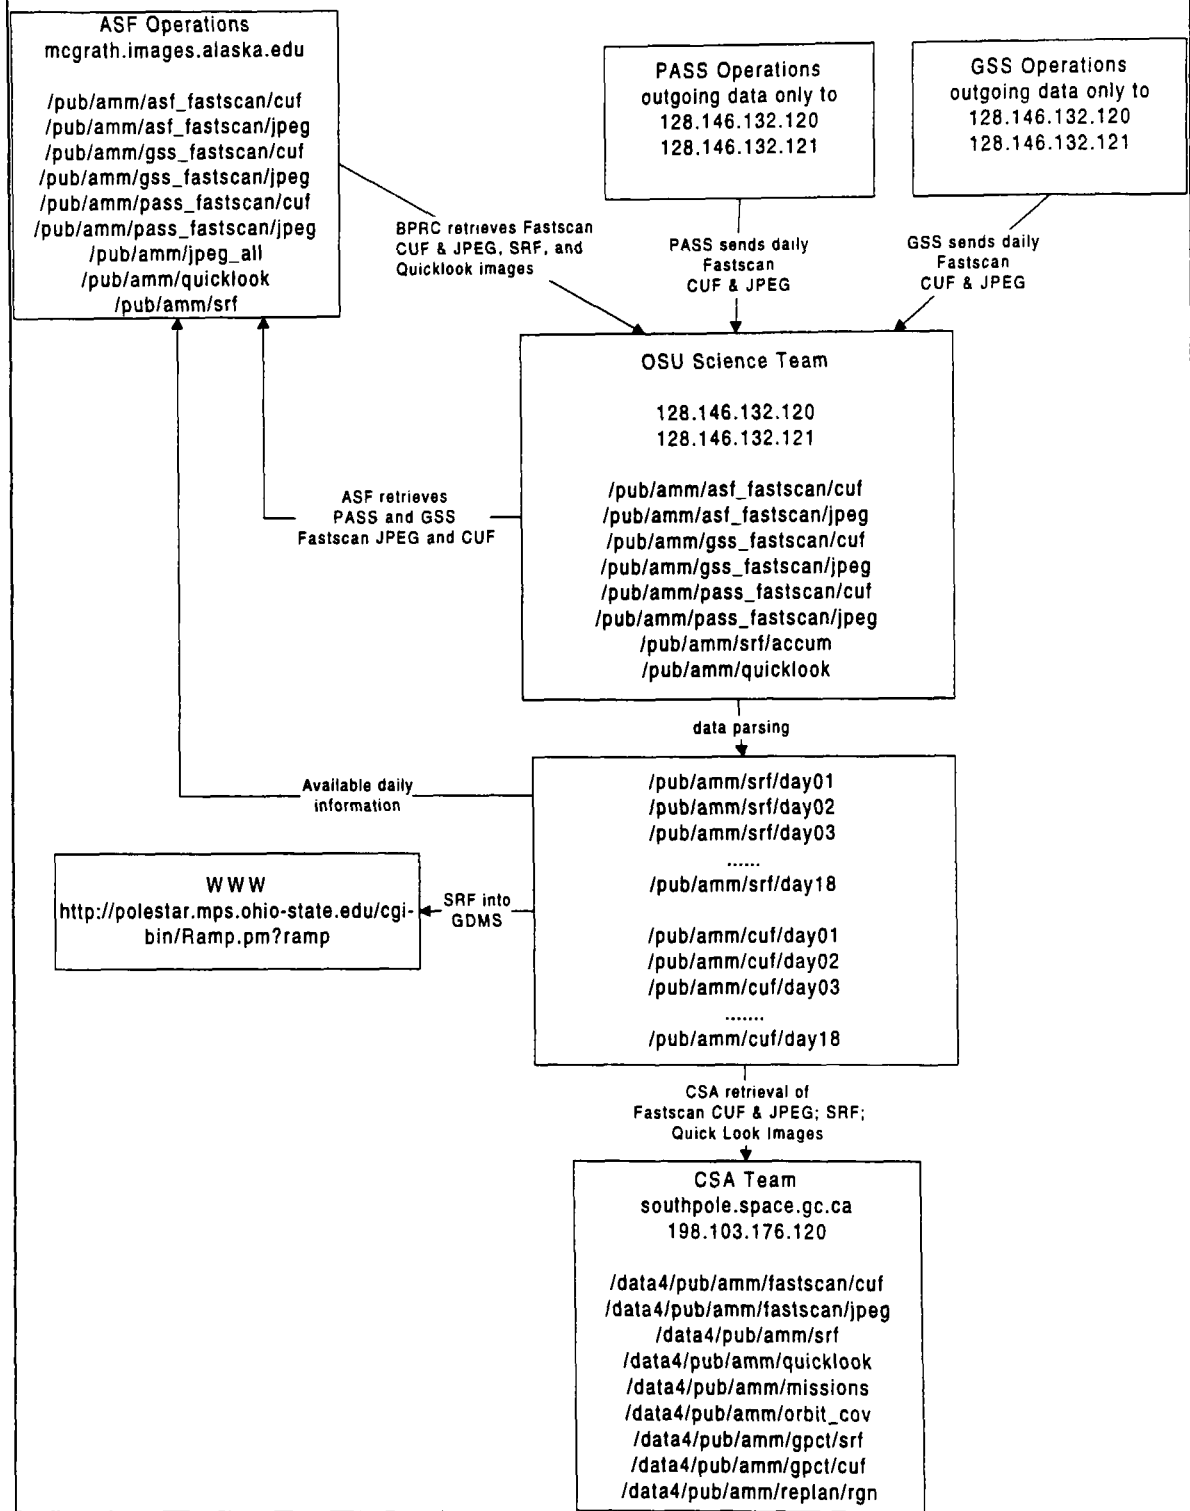 ASF Operations
mcgrath.images.alaska.edu
/pub/amm/asf_fastscan/cuf
/pub/amm/asf_fastscan/jpeg
/pub/amm/gss_fastscan/cuf
/pub/amm/gss_fastscan/jpeg
/pub/amm/pass_fastscan/cuf
/pub/amm/pass_fastscan/jpeg
/pub/amm/jpeg_all
/pub/amm/quicklook
/pub/amm/srf
PASS Operations
outgoing data only to
128.146.132.120
128.146.132.121
GSS Operations
outgoing data only to
128.146.132.120
128.146.132.121
BPRC retrieves Fastscan
CUF & JPEG, SRF, and
Quicklook images
PASS sends daily
Fastscan
CUF & JPEG
GSS sends daily
Fastscan
CUF & JPEG
OSU Science Team
128.146.132.120
128.146.132.121
/pub/amm/asf_fastscan/cuf
/pub/amm/asf_fastscan/jpeg
/pub/amm/gss_fastscan/cuf
/pub/amm/gss_fastscan/jpeg
/pub/amm/pass_fastscan/cuf
/pub/amm/pass_fastscan/jpeg
/pub/amm/srf/accum
/pub/amm/quicklook
ASF retrieves
PASS and GSS
Fastscan JPEG and CUF
data parsing
/pub/amm/srf/day01
/pub/amm/srf/day02
/pub/amm/srf/day03
......
/pub/amm/srf/day18
/pub/amm/cuf/day01
/pub/amm/cuf/day02
/pub/amm/cuf/day03
.......
/pub/amm/cuf/day18
Available daily
information
WWW
http://polestar.mps.ohio-state.edu/cgi-
bin/Ramp.pm?ramp
SRF into
GDMS
CSA retrieval of
Fastscan CUF & JPEG; SRF;
Quick Look Images
CSA Team
southpole.space.gc.ca
198.103.176.120
/data4/pub/amm/fastscan/cuf
/data4/pub/amm/fastscan/jpeg
/data4/pub/amm/srf
/data4/pub/amm/quicklook
/data4/pub/amm/missions
/data4/pub/amm/orbit_cov
/data4/pub/amm/gpct/srf
/data4/pub/amm/gpct/cuf
/data4/pub/amm/replan/rgn